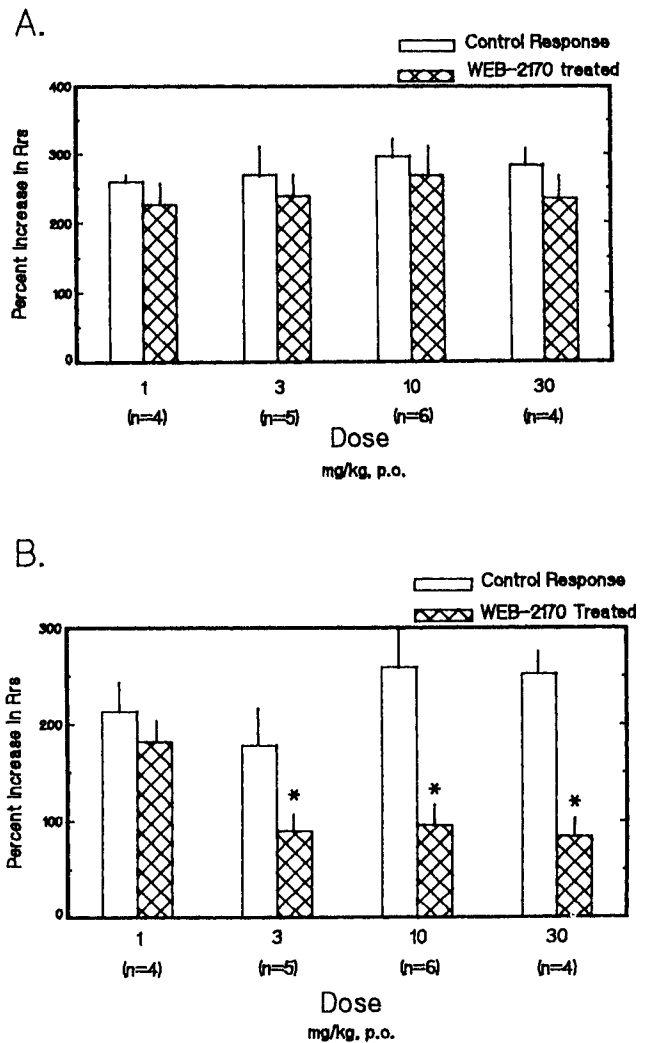 A.
Control Response
WEB-2170 treated
Percent Increase In Rrs
400
300
200
100
0
1 3 10 30
(n=4) (n=5) (n=6) (n=4)
Dose
mg/kg, p.o.
B.
Control Response
WEB-2170 Treated
Percent Increase In Rrs
300
200
100
0
* * *
1 3 10 30
(n=4) (n=5) (n=6) (n=4)
Dose
mg/kg, p.o.